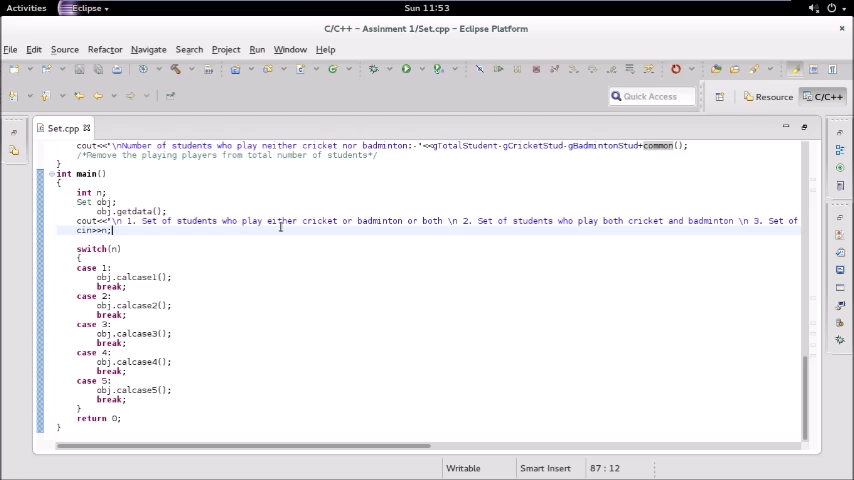 Activities Eclipse Sun 11:53
C/C++ - Assinment 1/Set.cpp - Eclipse Platform
File Edit Source Refactor Navigate Search Project Run Window Help
Quick Access Resource C/C++
Set.cpp
cout<<"\nNumber of students who play neither cricket nor badminton:-"<<gTotalStudent-gCricketStud-gBadmintonStud+common();
/*Remove the playing players from total number of students*/
}
int main()
{
int n;
Set obj;
obj.getdata();
cout<<"\n 1. Set of students who play either cricket or badminton or both \n 2. Set of students who play both cricket and badminton \n 3. Set of
cin>>n;
switch(n)
{
case 1:
obj.calcase1();
break;
case 2:
obj.calcase2();
break;
case 3:
obj.calcase3();
break;
case 4:
obj.calcase4();
break;
case 5:
obj.calcase5();
break;
}
return 0;
}
Writable Smart Insert 87 : 12